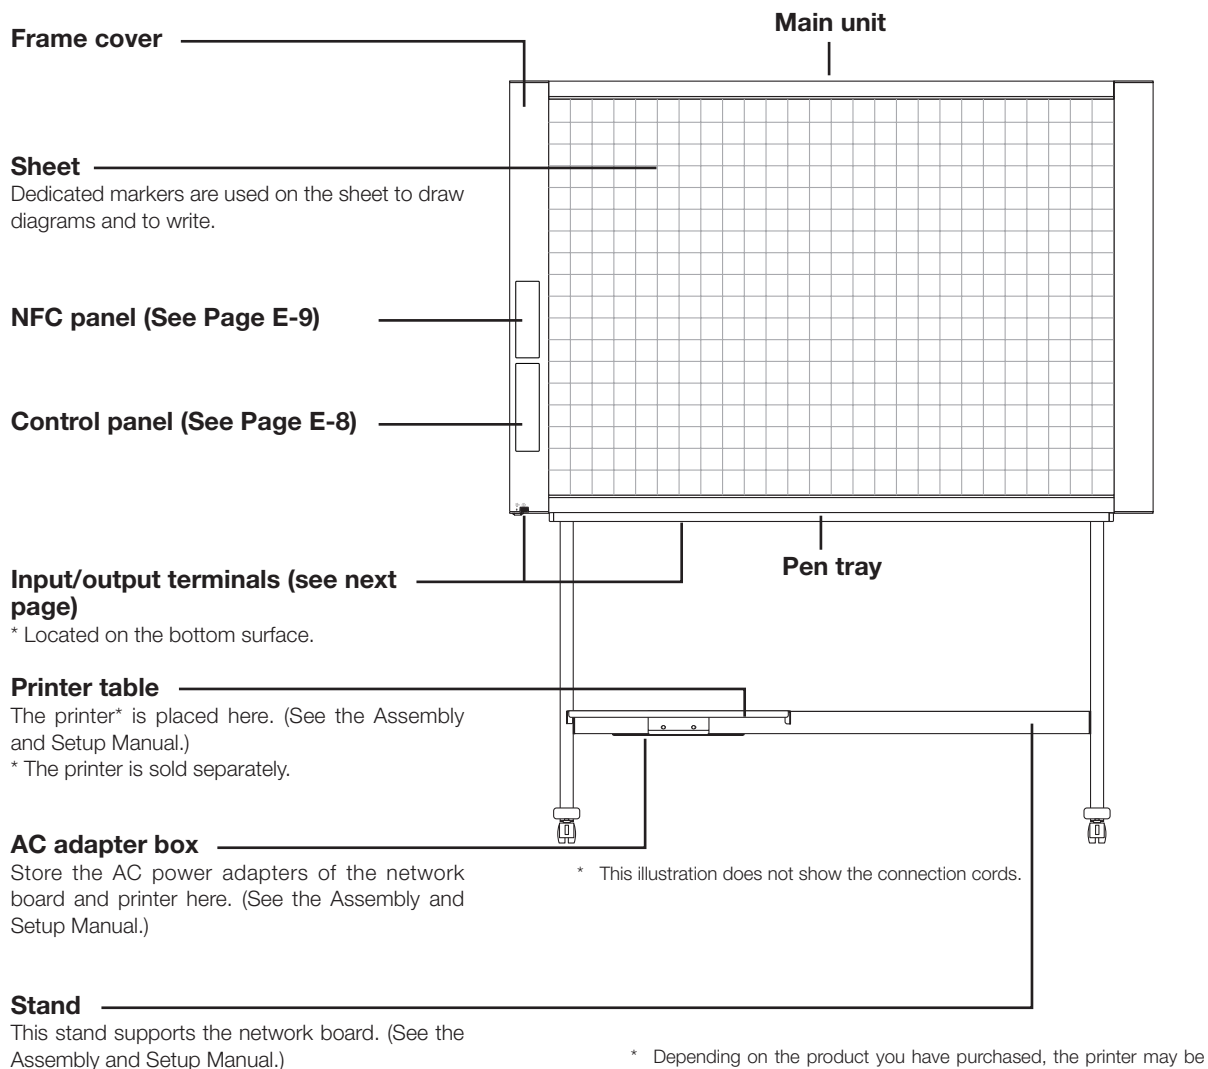 Main unit
Frame cover
Sheet
Dedicated markers are used on the sheet to draw
diagrams and to write.
NFC panel (See Page E-9)
Control panel (See Page E-8)
Pen tray
Input/output terminals (see next
page)
* Located on the bottom surface.
Printer table
The printer* is placed here. (See the Assembly
and Setup Manual.)
* The printer is sold separately.
AC adapter box
Store the AC power adapters of the network
board and printer here. (See the Assembly and
Setup Manual.)
* This illustration does not show the connection cords.
Stand
This stand supports the network board. (See the
Assembly and Setup Manual.)
* Depending on the product you have purchased, the printer may be